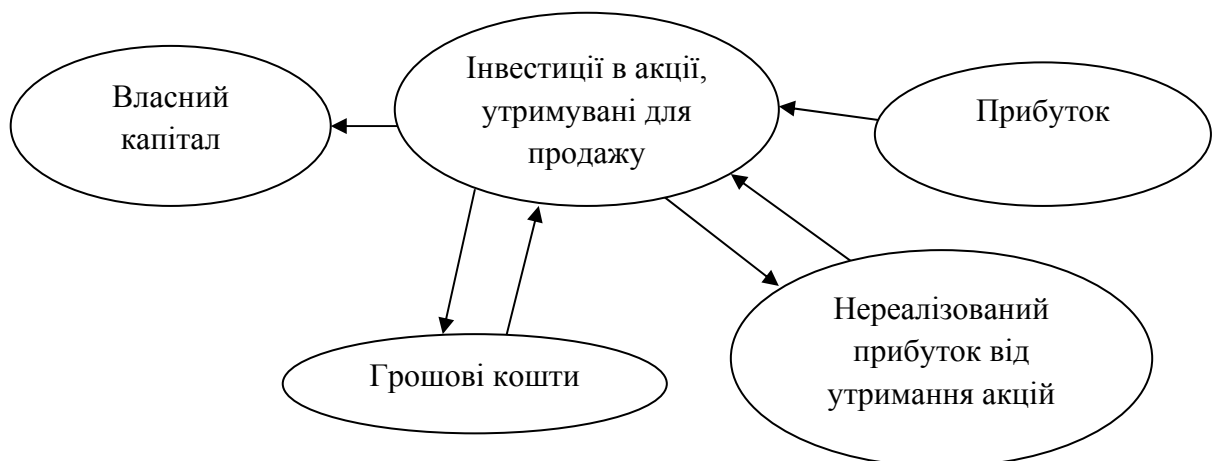 Власний
капітал
Інвестиції в акції,
утримувані для
продажу
Прибуток
Грошові кошти
Нереалізований
прибуток від
утримання акцій